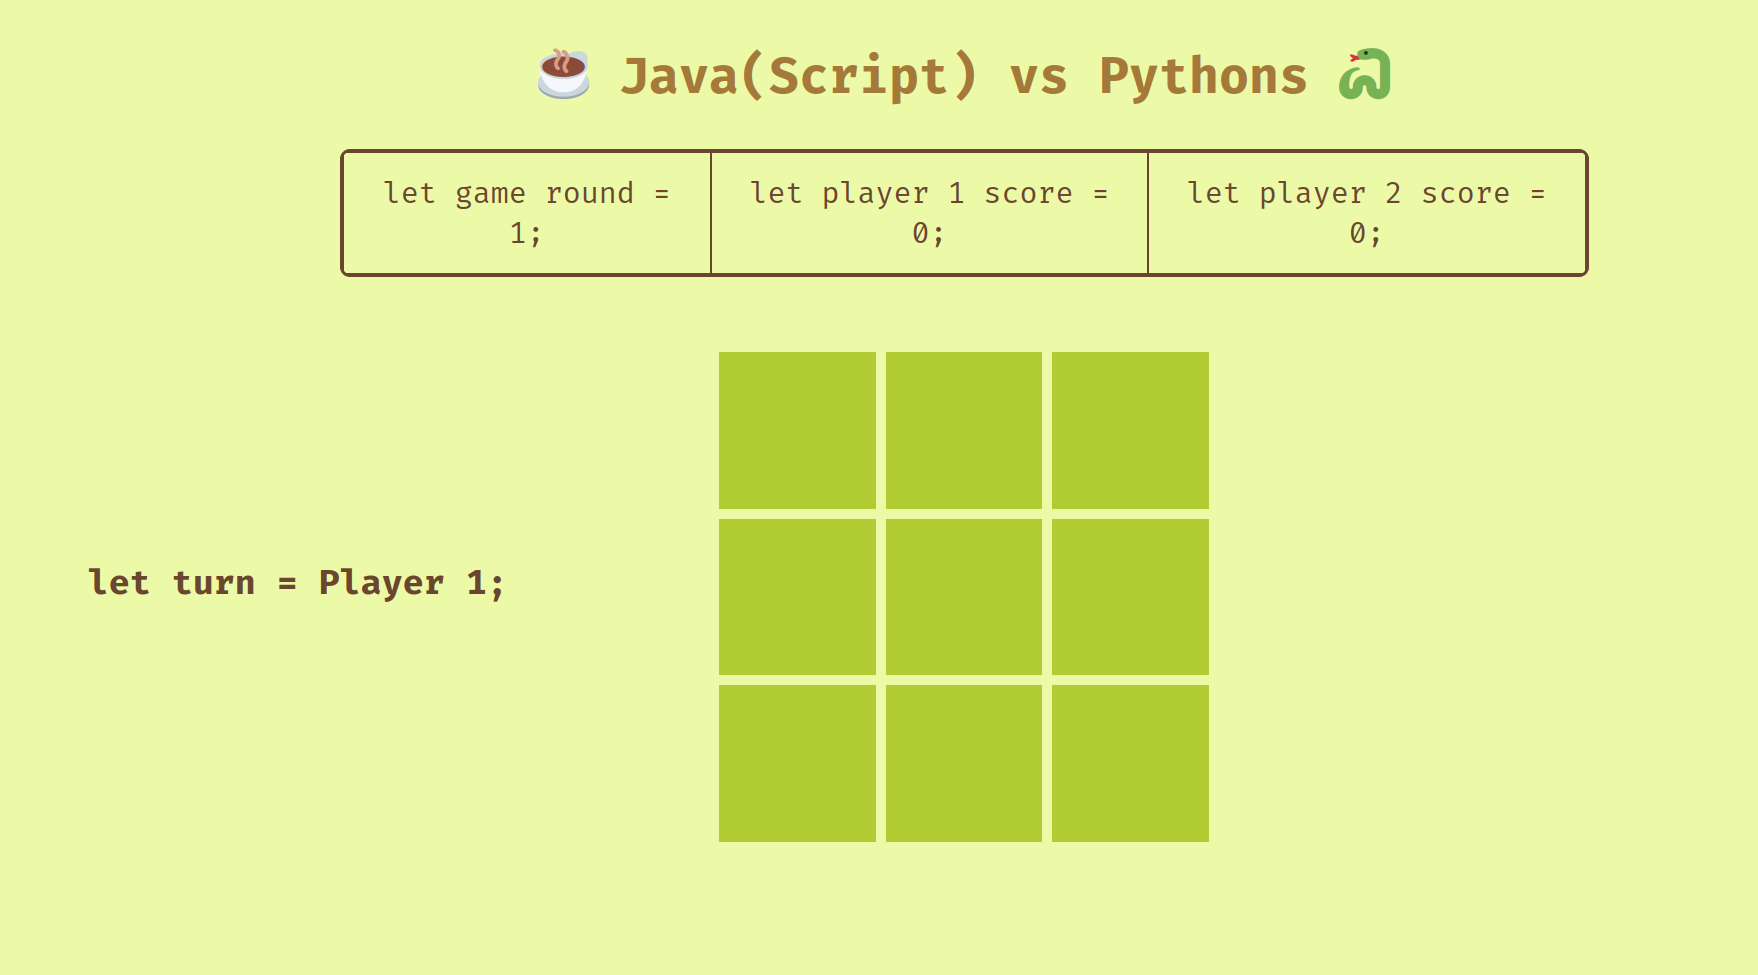 Java(Script) vs Pythons
let game round =
1;
let player 1 score =
0;
let player 2 score =
0;
let turn = Player 1;